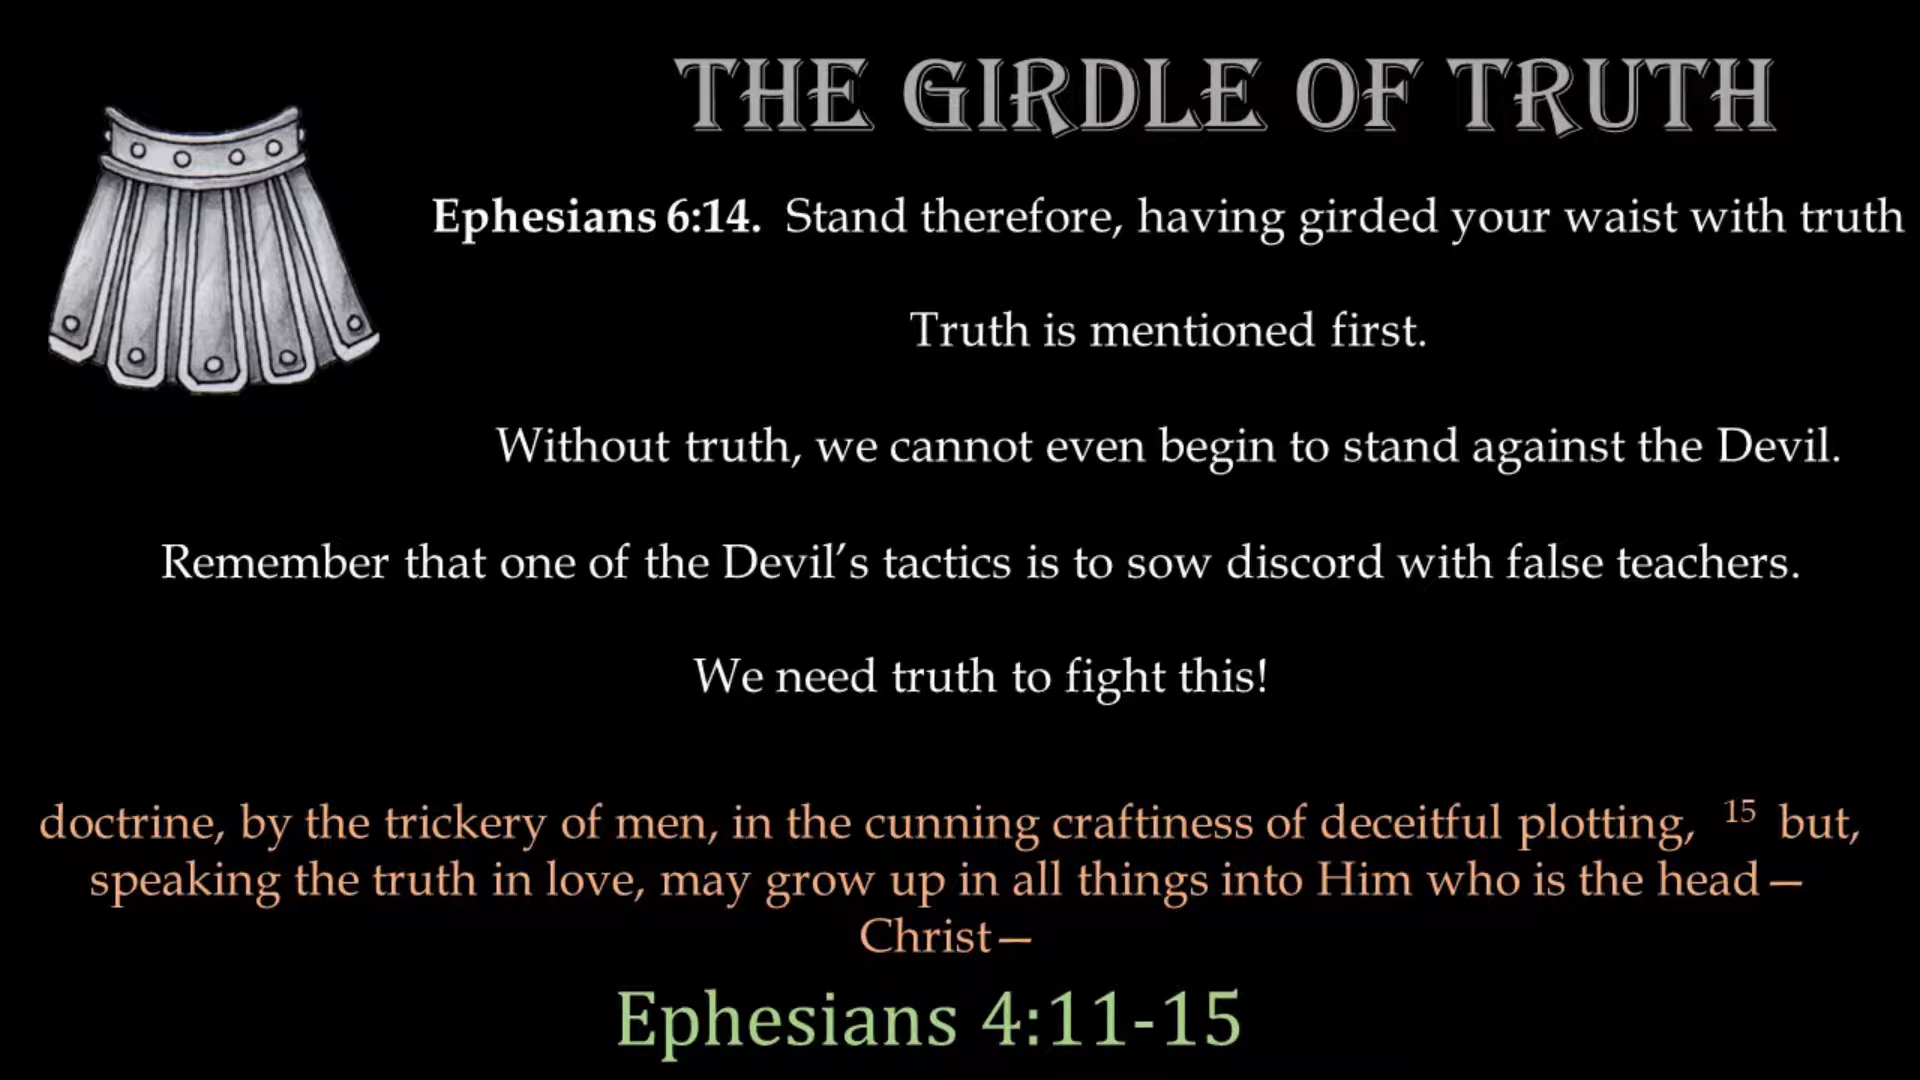 THE GIRDLE OF TRUTH
Ephesians 6:14. Stand therefore, having girded your waist with truth
Truth is mentioned first.
Without truth, we cannot even begin to stand against the Devil.
Remember that one of the Devil’s tactics is to sow discord with false teachers.
We need truth to fight this!
doctrine, by the trickery of men, in the cunning craftiness of deceitful plotting, 15 but,
speaking the truth in love, may grow up in all things into Him who is the head—
Christ—
Ephesians 4:11-15